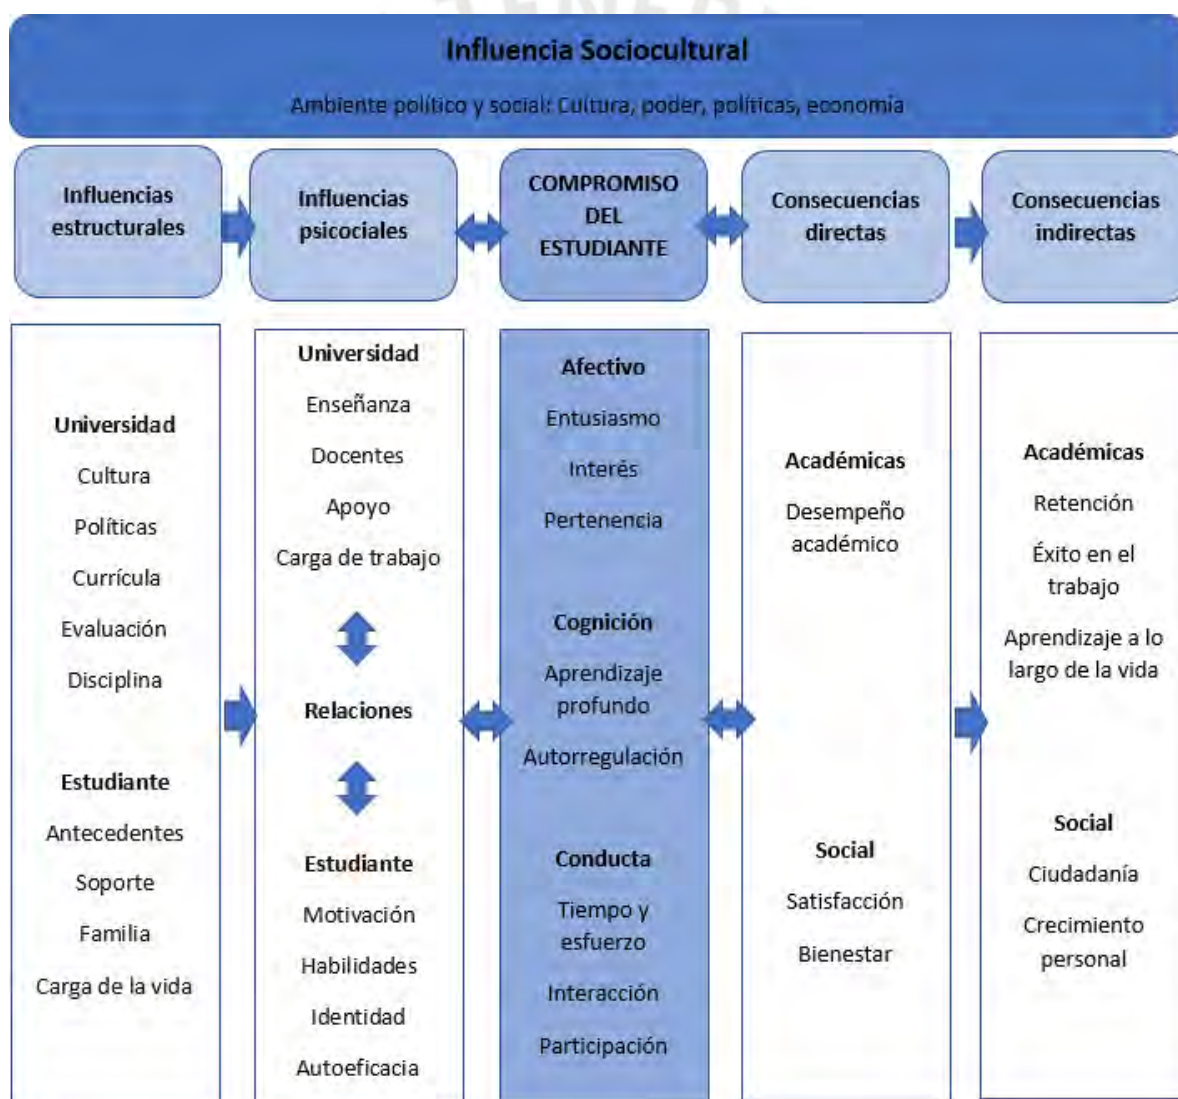 Influencia Sociocultural
Ambiente político y social: Cultura, poder, políticas, economía
Influencias
estructurales
Influencias
psicociales
COMPROMISO
DEL
ESTUDIANTE
Consecuencias
directas
Consecuencias
indirectas
Universidad
Cultura
Políticas
Currícula
Evaluación
Disciplina
Estudiante
Antecedentes
Soporte
Familia
Carga de la vida
Universidad
Enseñanza
Docentes
Apoyo
Carga de trabajo
Relaciones
Estudiante
Motivación
Habilidades
Identidad
Autoeficacia
Afectivo
Entusiasmo
Interés
Pertenencia
Cognición
Aprendizaje
profundo
Autorregulación
Conducta
Tiempo y
esfuerzo
Interacción
Participación
Académicas
Desempeño
académico
Social
Satisfacción
Bienestar
Académicas
Retención
Éxito en el
trabajo
Aprendizaje a lo
largo de la vida
Social
Ciudadanía
Crecimiento
personal